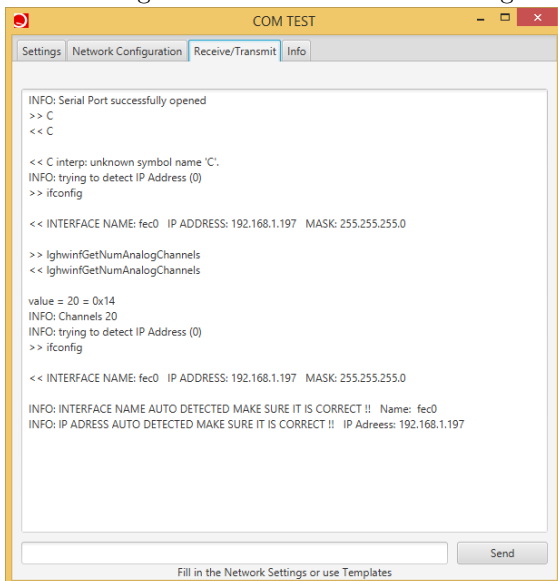 COM TEST
Settings Network Configuration Receive/Transmit Info
INFO: Serial Port successfully opened
>> C
<< C
<< C interp: unknown symbol name 'C'.
INFO: trying to detect IP Address (0)
>> ifconfig
<< INTERFACE NAME: fec0 IP ADDRESS: 192.168.1.197 MASK: 255.255.255.0
>> lghwinfGetNumAnalogChannels
<< lghwinfGetNumAnalogChannels
value = 20 = 0x14
INFO: Channels 20
INFO: trying to detect IP Address (0)
>> ifconfig
<< INTERFACE NAME: fec0 IP ADDRESS: 192.168.1.197 MASK: 255.255.255.0
INFO: INTERFACE NAME AUTO DETECTED MAKE SURE IT IS CORRECT !! Name: fec0
INFO: IP ADRESS AUTO DETECTED MAKE SURE IT IS CORRECT !! IP Adreess: 192.168.1.197
Send
Fill in the Network Settings or use Templates